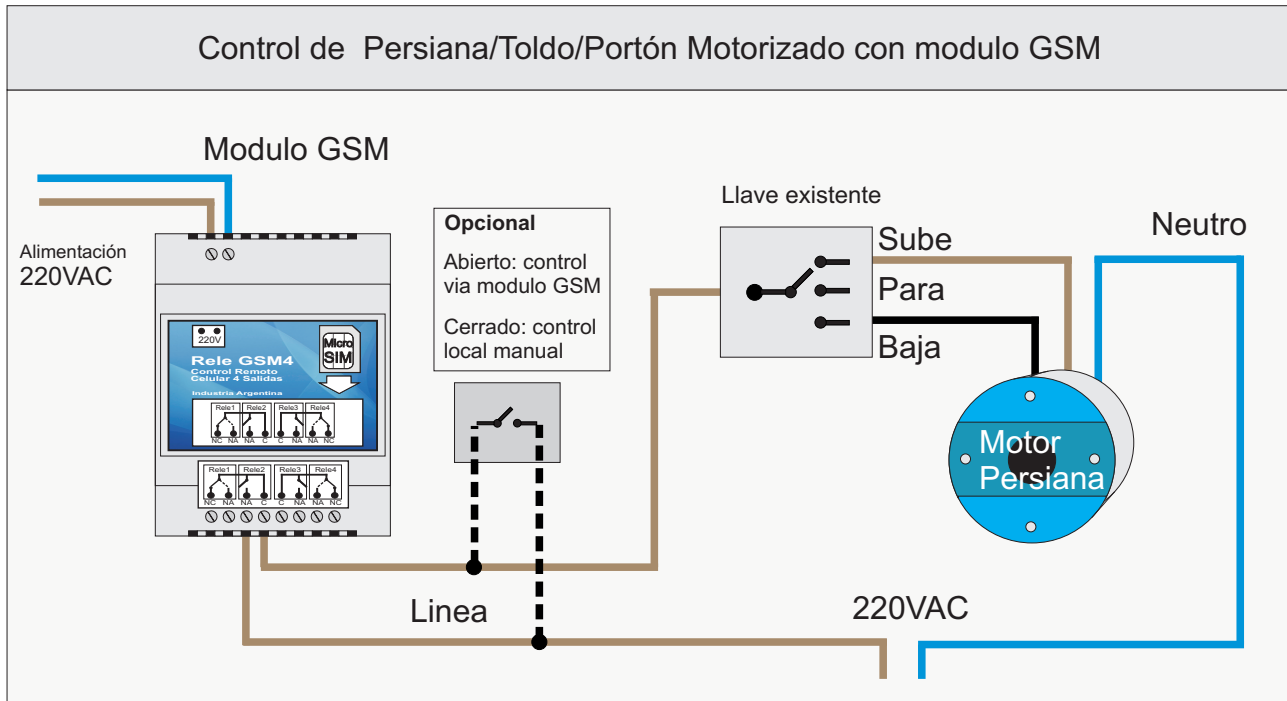 Control de Persiana/Toldo/Portón Motorizado con modulo GSM
Modulo GSM
Alimentación
220VAC
220V
Micro
SIM
Rele GSM4
Control Remoto
Celular 4 Salidas
Industria Argentina
Rele1 Rele2 Rele3 Rele4
NC NA NA C C NA NA NC
Rele1 Rele2 Rele3 Rele4
NC NA NA C C NA NA NC
Opcional
Abierto: control
via modulo GSM
Cerrado: control
local manual
Llave existente
Sube
Para
Baja
Neutro
Motor
Persiana
Linea
220VAC